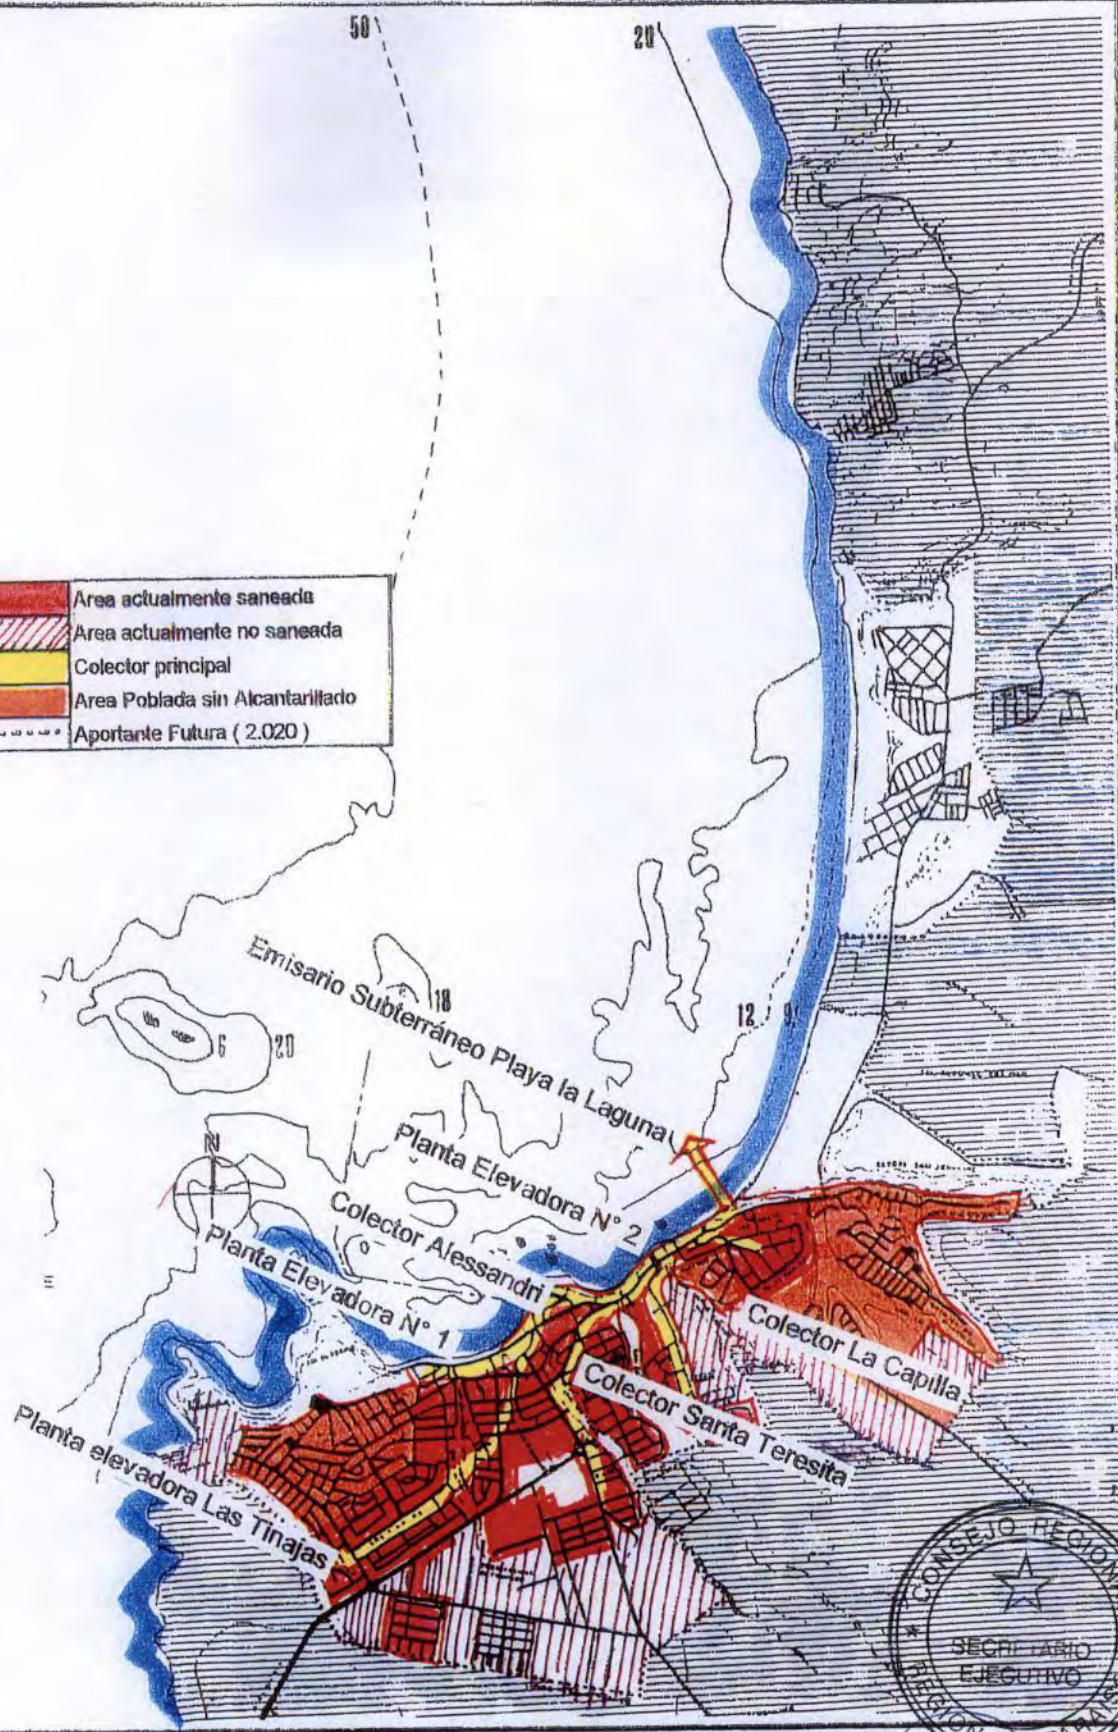 50
20
Area actualmente saneada
Area actualmente no saneada
Colector principal
Area Poblada sin Alcantarillado
Aportante Futura ( 2.020 )
Emisario Subterráneo Playa la Laguna
18
12 9
6 20
N
Planta Elevadora N° 2
Colector Alessandri
Planta Elevadora N° 1
Colector La Capilla
Colector Santa Teresita
Planta elevadora Las Tinajas
* CONSEJO REGION
SECRETARIO
EJECUTIVO